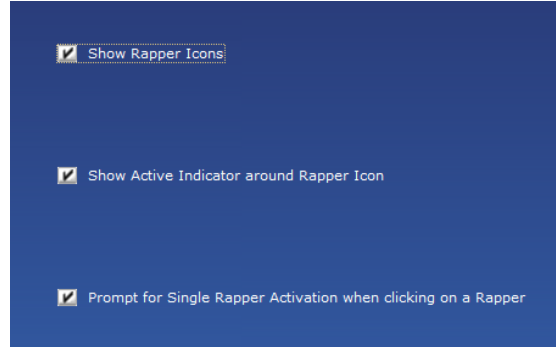 Show Rapper Icons
Show Active Indicator around Rapper Icon
Prompt for Single Rapper Activation when clicking on a Rapper